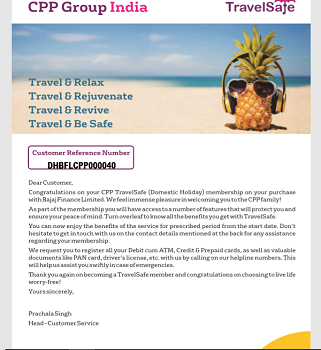 CPP Group India
TravelSafe
Travel & Relax
Travel & Rejuvenate
Travel & Revive
Travel & Be Safe
Customer Reference Number
DHBFLCPP000040
Dear Customer,
Congratulations on your CPP TravelSafe (Domestic Holiday) membership on your purchase
with Bajaj Finance Limited. We feel immense pleasure in welcoming you to the CPP family!
As part of the membership you will have access to a number of features that will protect you and
ensure your peace of mind. Turn overleaf to know all the benefits you get with TravelSafe.
You can now enjoy the benefits of the service for prescribed period from the start date. Don't
hesitate to get in touch with us on the contact details mentioned at the back for any assistance
regarding your membership.
We request you to register all your Debit cum ATM, Credit & Prepaid cards, as well as valuable
documents like PAN card, driver's license, etc. with us by calling on our helpline numbers. This
will help us assist you swiftly in case of emergencies.
Thank you again on becoming a TravelSafe member and congratulations on choosing to live life
worry-free!
Yours sincerely,
Prachala Singh
Head-Customer Service